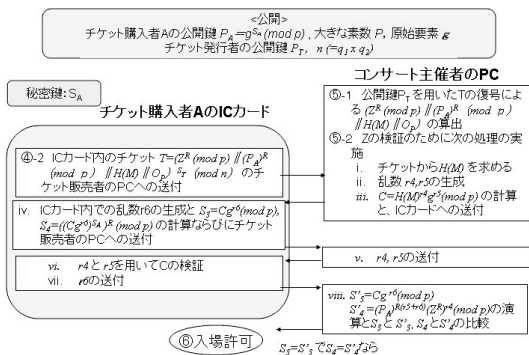 <公開>
チケット購入者Aの公開鍵 P_A=g^{S_A}(mod p) , 大きな素数 P, 原始要素 g
チケット発行者の公開鍵 P_T, n (=q_1 x q_2)
秘密鍵:S_A
チケット購入者AのICカード
④-2 ICカード内のチケット T=(Z^R (mod p) ∥(P_A)^R
(mod p) ∥H(M) ∥O_P)^{S_T} (mod n) のチ
ケット販売者のPCへの送付
iv. ICカード内での乱数r6の生成と S_3=Cg^{r6}(mod p),
S_4=((Cg^{r6})^{S_A})^R(mod p) の計算ならびにチケット
販売者のPCへの送付
vi. r4とr5を用いてCの検証
vii. r6の送付
⑥入場許可
コンサート主催者のPC
⑤-1 公開鍵P_Tを用いたTの復号によ
る (Z^R(mod p) ∥(P_A)^R (mod p)
∥H(M) ∥O_P) の算出
⑤-2 Zの検証のために次の処理の実
施
i. チケットからH(M) を求める
ii. 乱数 r4, r5の生成
iii. C=H(M)^{r4}g^{r5}(mod p) の計算
と、ICカードへの送付
v. r4, r5の送付
viii. S'_3=Cg^{r6}(mod p)
S'_4=(P_A)^{R(r5+r6)}(Z^R)^{r4}(mod p)の演
算とS_3とS'_3, S_4とS'_4の比較
S_3=S'_3 でS_4=S'_4なら